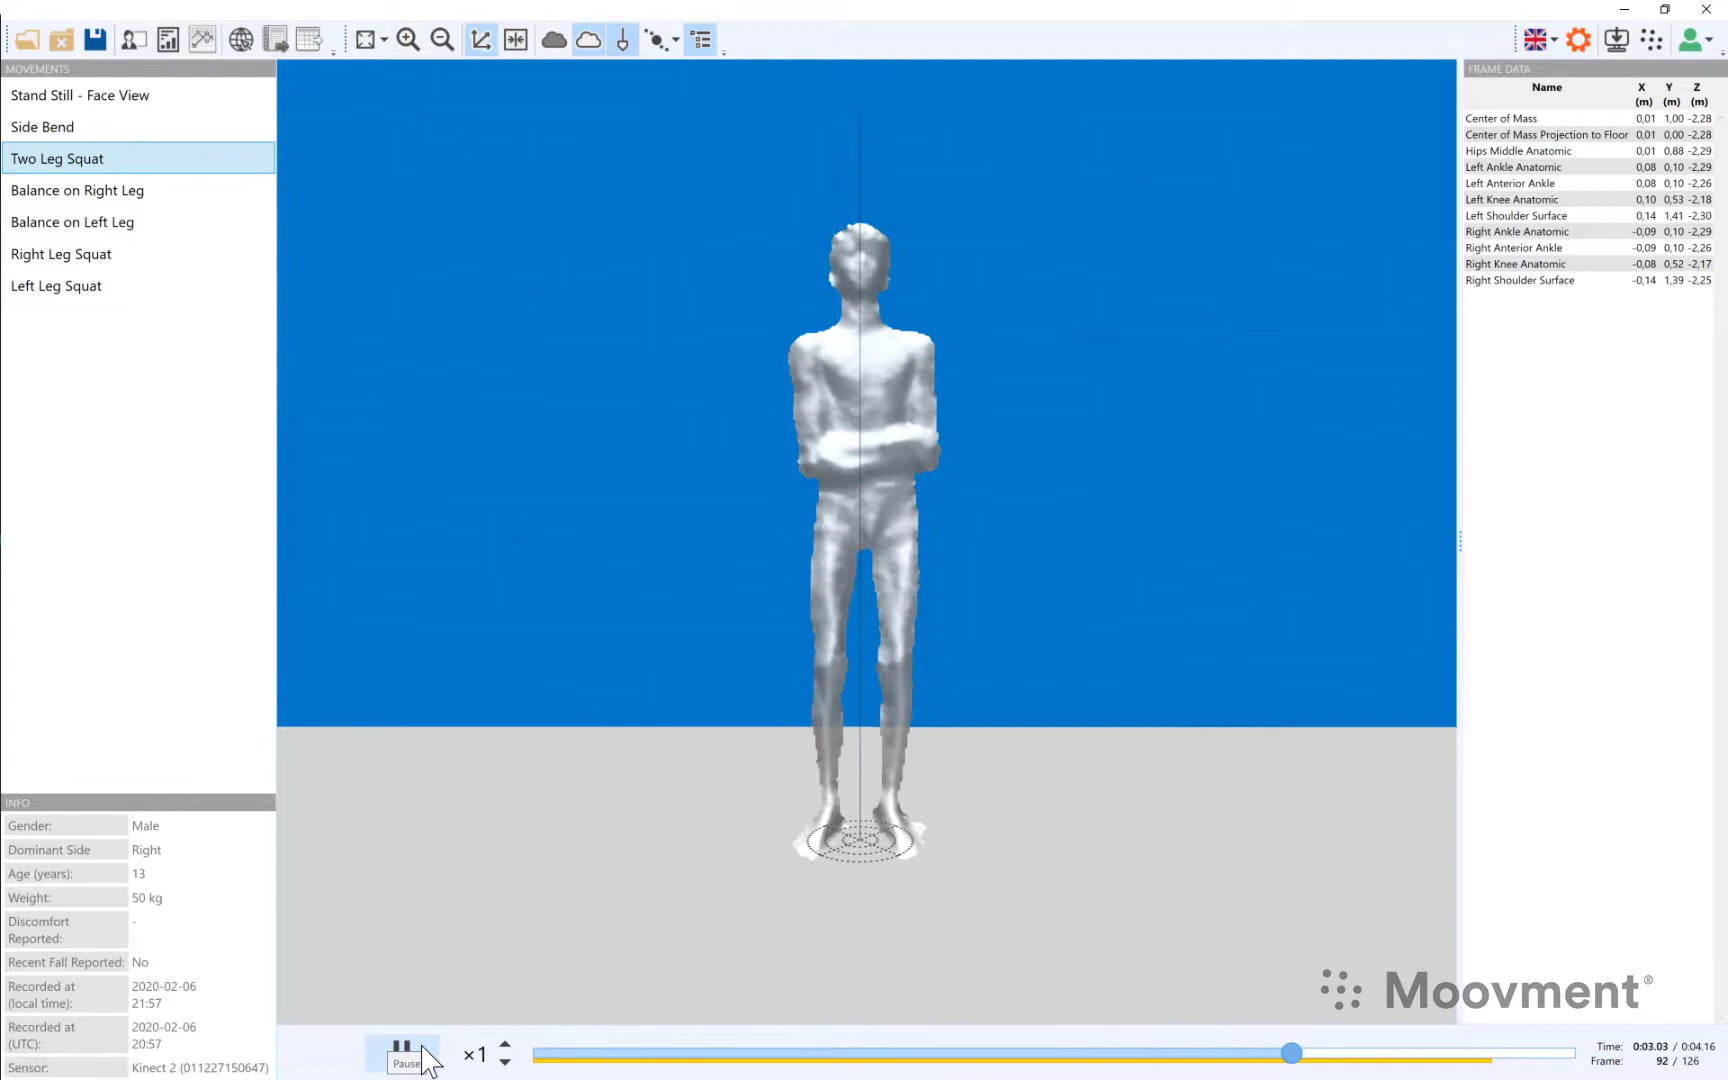 MOVEMENTS
Stand Still - Face View
Side Bend
Two Leg Squat
Balance on Right Leg
Balance on Left Leg
Right Leg Squat
Left Leg Squat
INFO
Gender: Male
Dominant Side Right
Age (years): 13
Weight: 50 kg
Discomfort -
Reported:
Recent Fall Reported: No
Recorded at 2020-02-06
(local time): 21:57
Recorded at 2020-02-06
(UTC): 20:57
Sensor: Kinect 2 (011227150647)
Moovment®
Pause
×1
FRAME DATA
Name X Y Z
(m) (m) (m)
Center of Mass 0,01 1,00 -2,28
Center of Mass Projection to Floor 0,01 0,00 -2,28
Hips Middle Anatomic 0,01 0,88 -2,29
Left Ankle Anatomic 0,08 0,10 -2,29
Left Anterior Ankle 0,08 0,10 -2,26
Left Knee Anatomic 0,10 0,53 -2,18
Left Shoulder Surface 0,14 1,41 -2,30
Right Ankle Anatomic -0,09 0,10 -2,29
Right Anterior Ankle -0,09 0,10 -2,26
Right Knee Anatomic -0,08 0,52 -2,17
Right Shoulder Surface -0,14 1,39 -2,25
Time: 0:03.03 / 0:04.16
Frame: 92 / 126